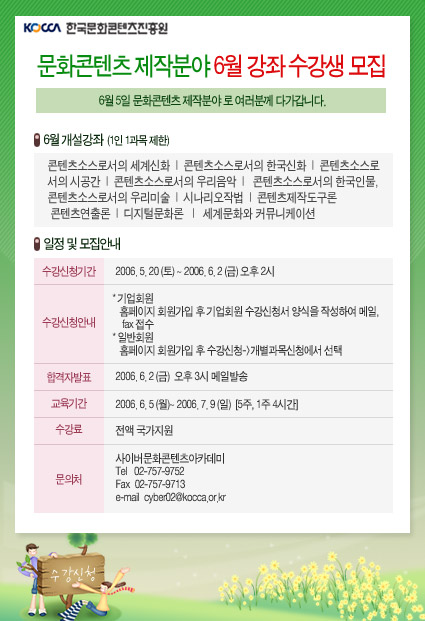 KOCCA 한국문화콘텐츠진흥원
문화콘텐츠 제작분야 6월 강좌 수강생 모집
6월 5일 문화콘텐츠 제작분야 로 여러분께 다가갑니다.
6월 개설강좌 (1인 1과목 제한)
콘텐츠소스로서의 세계신화 l 콘텐츠소스로서의 한국신화 l 콘텐츠소스로
서의 시공간 l 콘텐츠소스로서의 우리음악 l 콘텐츠소스로서의 한국인물,
콘텐츠소스로서의 우리미술 l 시나리오작법 l 콘텐츠제작도구론
콘텐츠연출론 l 디지털문화론 l 세계문화와 커뮤니케이션
일정 및 모집안내
수강신청기간 2006. 5. 20 (토) ~ 2006. 6. 2 (금) 오후 2시
수강신청안내
* 기업회원
홈페이지 회원가입 후 기업회원 수강신청서 양식을 작성하여 메일,
fax 접수
* 일반회원
홈페이지 회원가입 후 수강신청->개별과목신청에서 선택
합격자발표 2006. 6. 2 (금) 오후 3시 메일발송
교육기간 2006. 6. 5 (월)~ 2006. 7. 9 (일) [5주, 1주 4시간]
수강료 전액 국가지원
문의처
사이버문화콘텐츠아카데미
Tel 02-757-9752
Fax 02-757-9713
e-mail cyber02@kocca.or.kr
수강신청